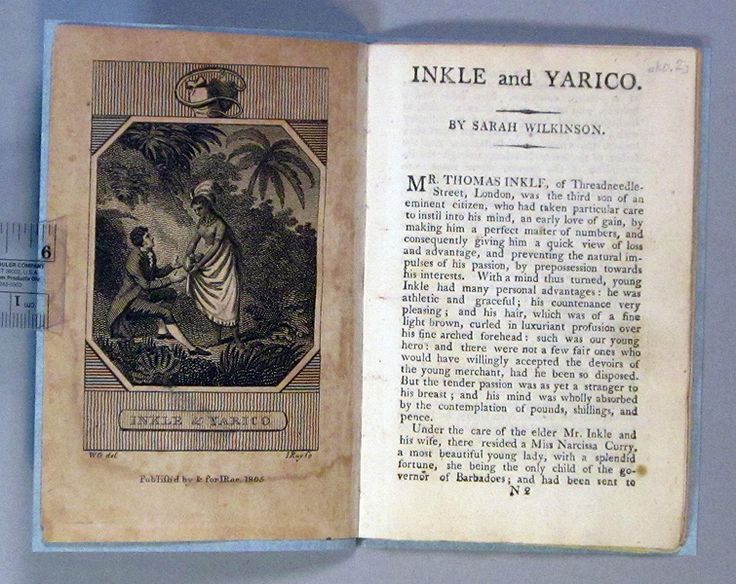 INKLE & YARICO
W G del
Publish'd by & for I Roe 1805
INKLE and YARICO.
BY SARAH WILKINSON.
MR. THOMAS INKLE, of Threadneedle-
Street, London, was the third son of an
eminent citizen, who had taken particular care
to instil into his mind, an early love of gain, by
making him a perfect master of numbers, and
consequently giving him a quick view of loss
and advantage, and preventing the natural im-
pulses of his passion, by prepossession towards
his interests. With a mind thus turned, young
Inkle had many personal advantages: he was
athletic and graceful; his countenance very
pleasing; and his hair, which was of a fine
light brown, curled in luxuriant profusion over
his fine arched forehead: such was our young
hero: and there were not a few fair ones who
would have willingly accepted the devoirs of
the young merchant, had he been so disposed.
But the tender passion was as yet a stranger to
his breast; and his mind was wholly absorbed
by the contemplation of pounds, shillings, and
pence.
Under the care of the elder Mr. Inkle and
his wife, there resided a Miss Narcissa Curry,
a most beautiful young lady, with a splendid
fortune, she being the only child of the go-
vernor of Barbadoes; and had been sent to
N 2
6
RULER COMPANY
U.S.A.
1
CM